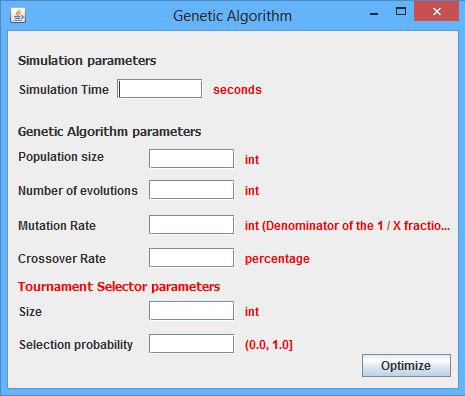 Genetic Algorithm
Simulation parameters
Simulation Time seconds
Genetic Algorithm parameters
Population size int
Number of evolutions int
Mutation Rate int (Denominator of the 1 / X fractio...
Crossover Rate percentage
Tournament Selector parameters
Size int
Selection probability (0.0, 1.0]
Optimize